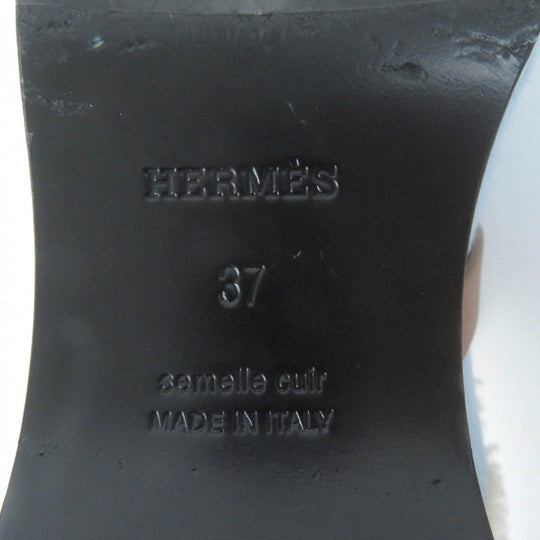 HERMÈS
37
semelle cuir
MADE IN ITALY